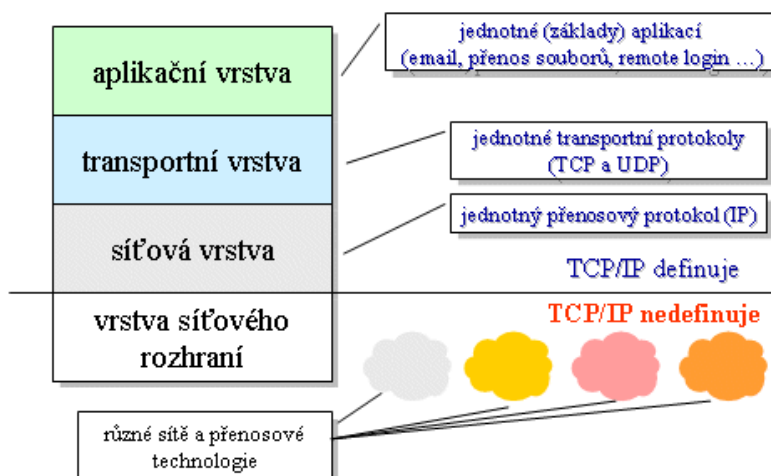 aplikační vrstva
jednotné (základy) aplikací
(email, přenos souborů, remote login ...)
transportní vrstva
jednotné transportní protokoly
(TCP a UDP)
síťová vrstva
jednotný přenosový protokol (IP)
TCP/IP definuje
TCP/IP nedefinuje
vrstva síťového
rozhraní
různé sítě a přenosové
technologie